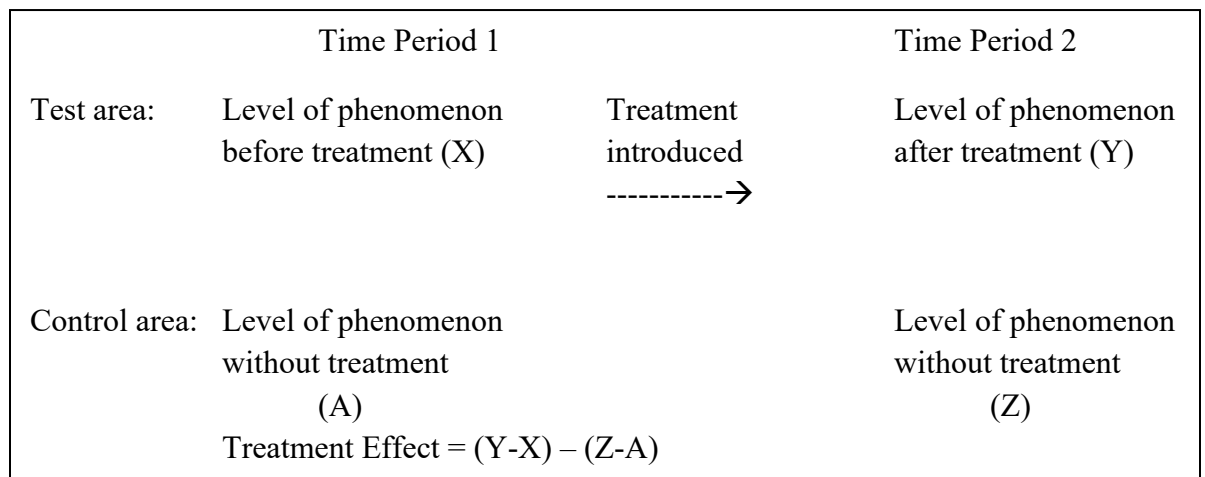 Time Period 1 Time Period 2
Test area: Level of phenomenon Treatment Level of phenomenon
before treatment (X) introduced after treatment (Y)
-----------→
Control area: Level of phenomenon Level of phenomenon
without treatment without treatment
(A) (Z)
Treatment Effect = (Y-X) – (Z-A)